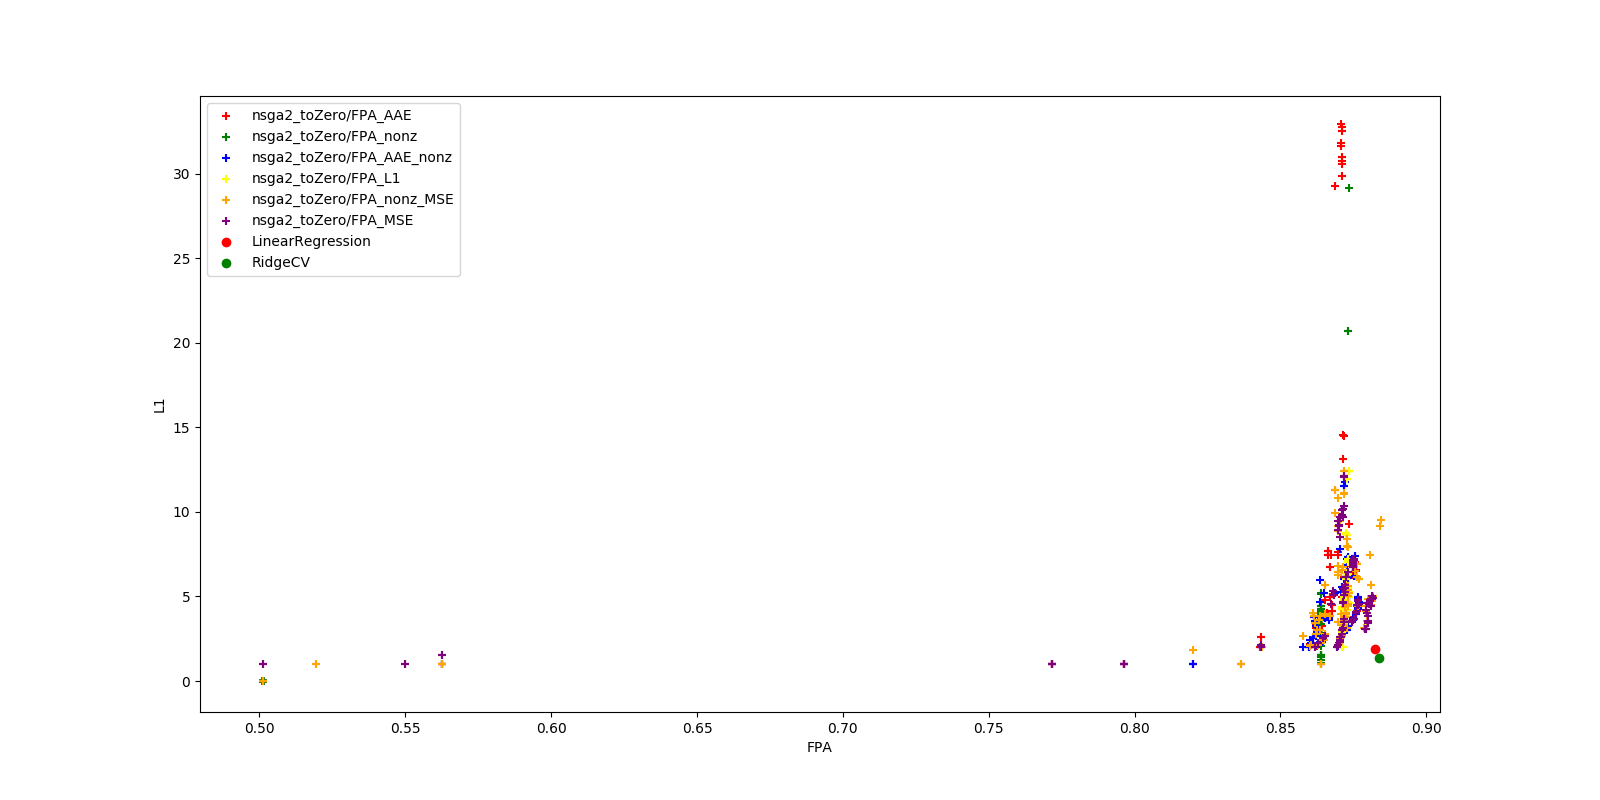 nsga2_toZero/FPA_AAE
nsga2_toZero/FPA_nonz
nsga2_toZero/FPA_AAE_nonz
nsga2_toZero/FPA_L1
nsga2_toZero/FPA_nonz_MSE
nsga2_toZero/FPA_MSE
LinearRegression
RidgeCV
30
25
20
15
10
5
0
L1
0.50 0.55 0.60 0.65 0.70 0.75 0.80 0.85 0.90
FPA